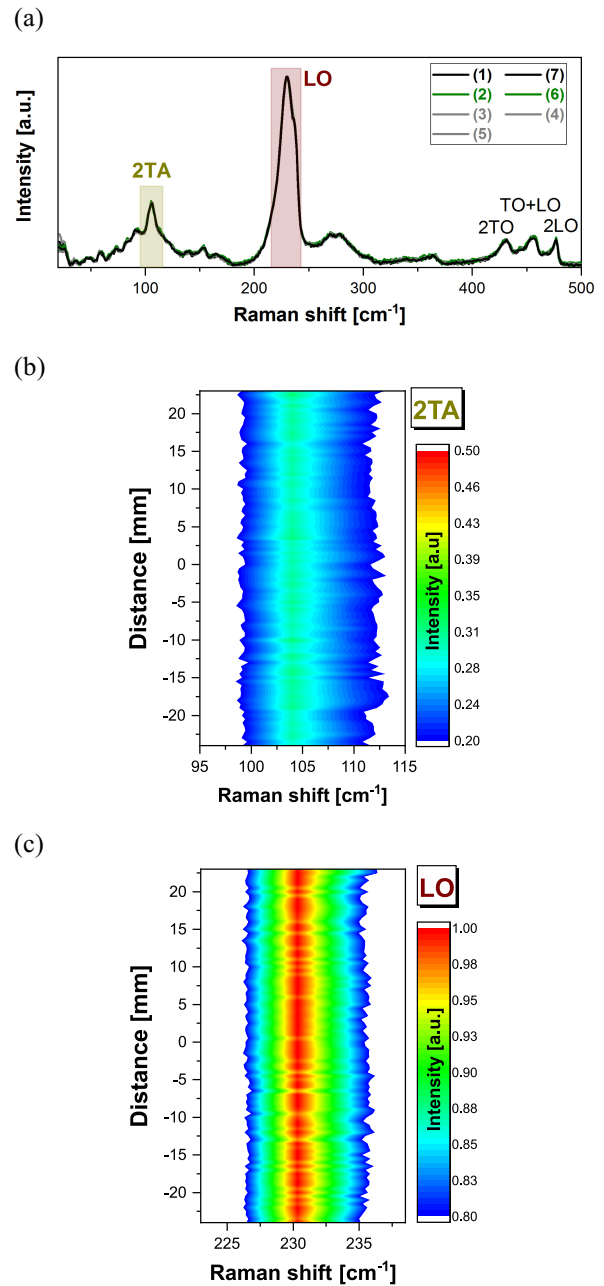 (a)
Intensity [a.u.]
2TA
LO
(1) (7)
(2) (6)
(3) (4)
(5)
2TO
TO+LO
2LO
100 200 300 400 500
Raman shift [cm⁻¹]
(b)
Distance [mm]
20
15
10
5
0
-5
-10
-15
-20
95 100 105 110 115
Raman shift [cm⁻¹]
2TA
Intensity [a.u]
0.50
0.46
0.43
0.39
0.35
0.31
0.28
0.24
0.20
(c)
Distance [mm]
20
15
10
5
0
-5
-10
-15
-20
225 230 235
Raman shift [cm⁻¹]
LO
Intensity [a.u.]
1.00
0.98
0.95
0.93
0.90
0.88
0.85
0.83
0.80